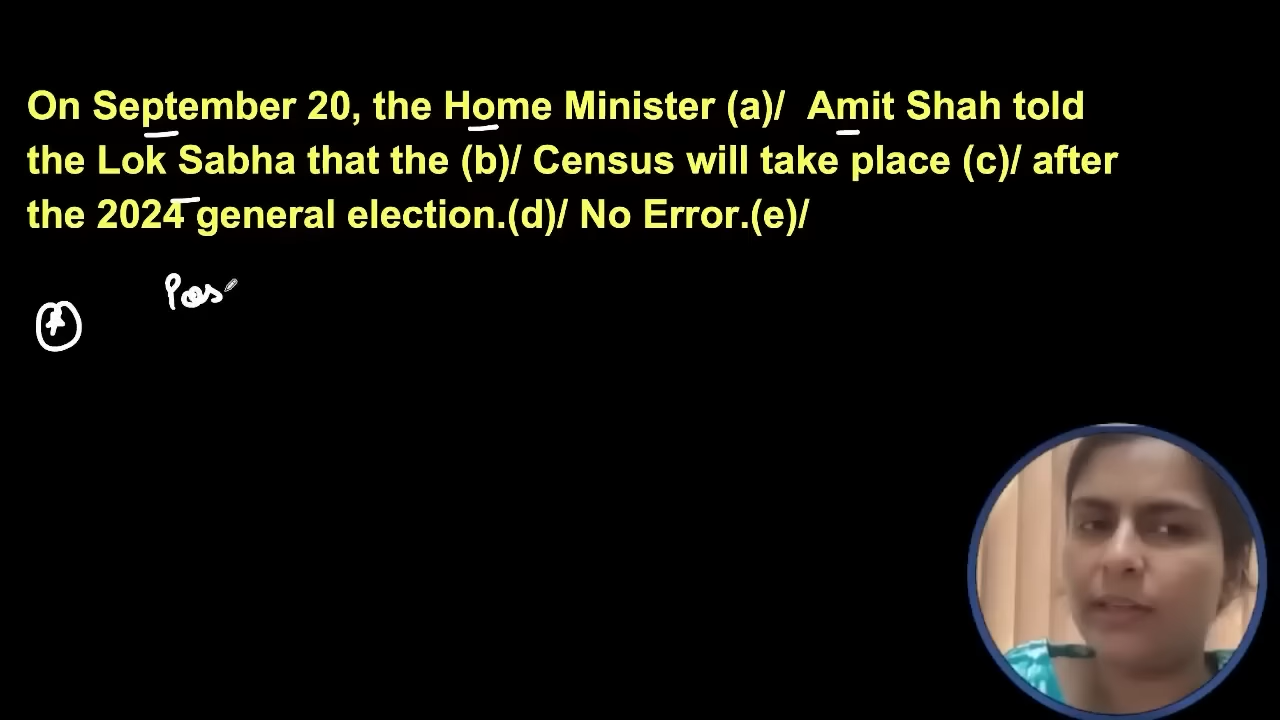 On September 20, the Home Minister (a)/ Amit Shah told
the Lok Sabha that the (b)/ Census will take place (c)/ after
the 2024 general election.(d)/ No Error.(e)/
Pas